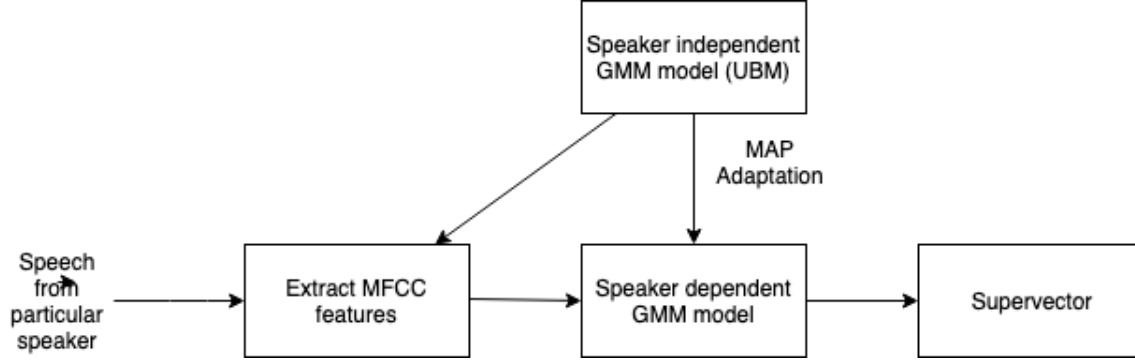 Speaker independent
GMM model (UBM)
MAP
Adaptation
Speech
from
particular
speaker
Extract MFCC
features
Speaker dependent
GMM model
Supervector